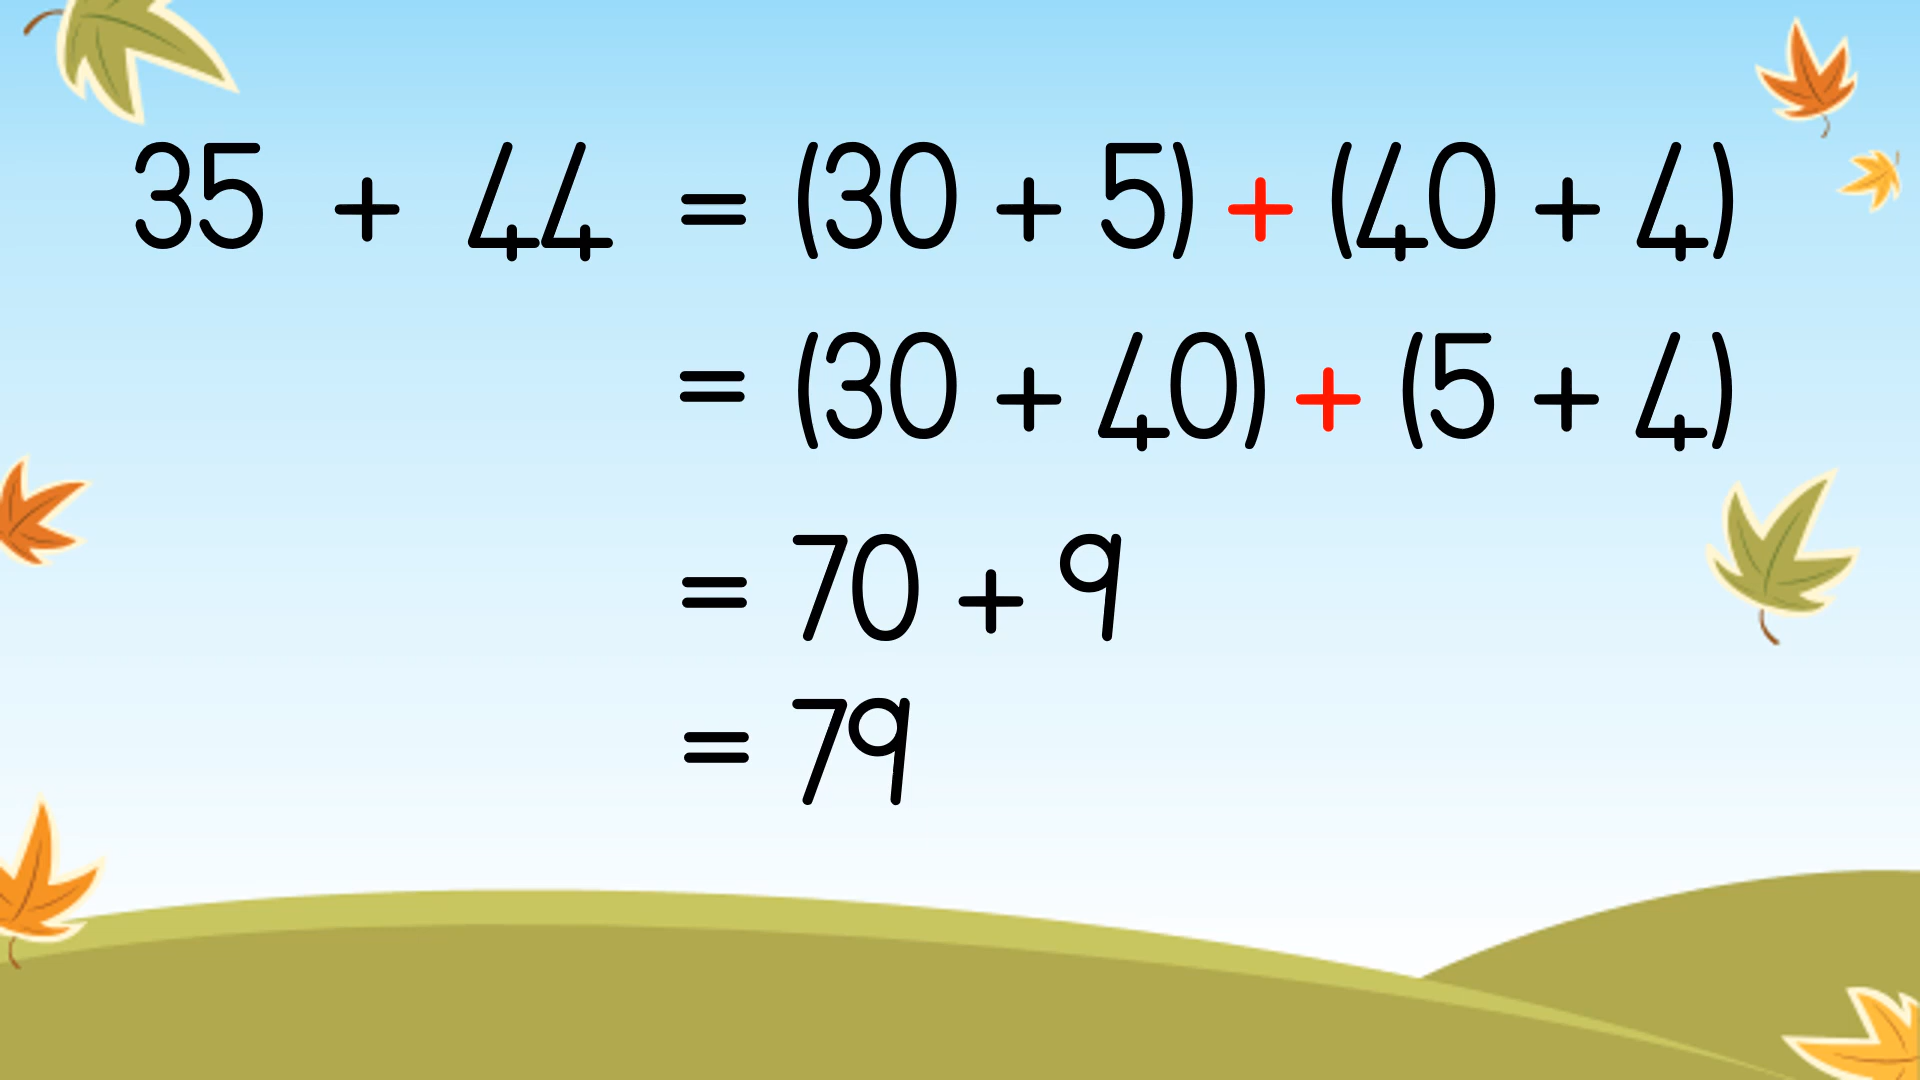 35 + 44 = (30 + 5) + (40 + 4)
= (30 + 40) + (5 + 4)
= 70 + 9
= 79